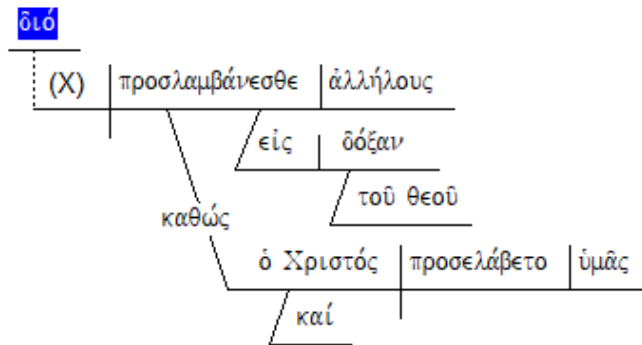 διό
(X) προσλαμβάνεσθε ἀλλήλους
εἰς δόξαν
τοῦ θεοῦ
καθώς
ὁ Χριστός προσελάβετο ὑμᾶς
καί